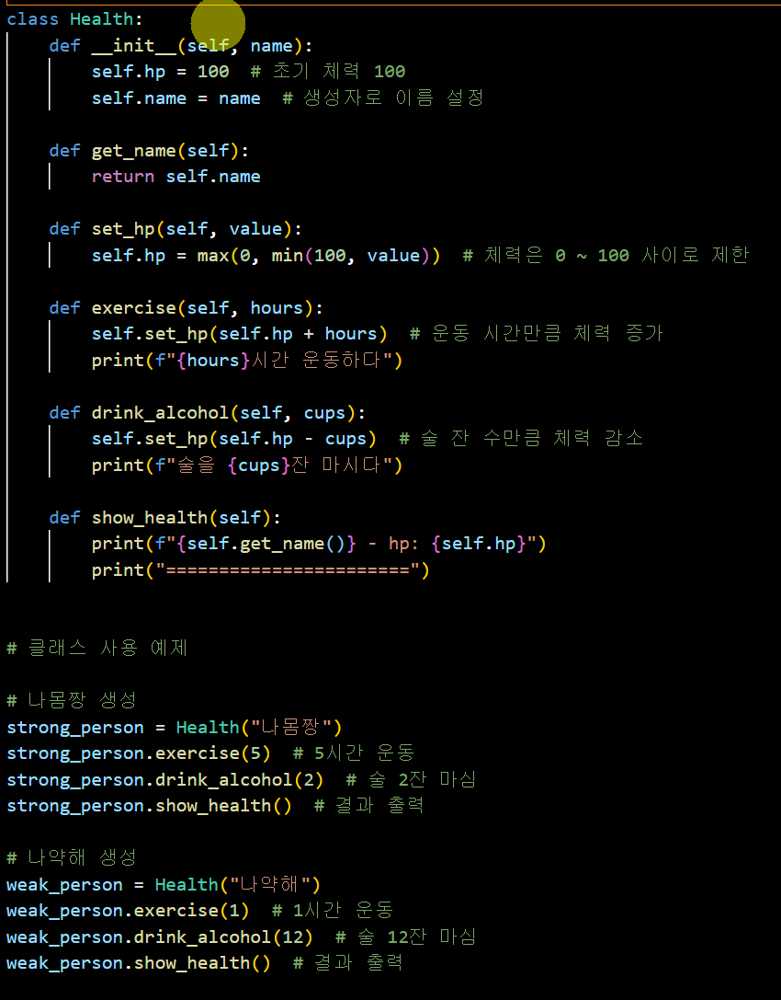 class Health:
    def __init__(self, name):
        self.hp = 100  # 초기 체력 100
        self.name = name  # 생성자로 이름 설정

    def get_name(self):
        return self.name

    def set_hp(self, value):
        self.hp = max(0, min(100, value))  # 체력은 0 ~ 100 사이로 제한

    def exercise(self, hours):
        self.set_hp(self.hp + hours)  # 운동 시간만큼 체력 증가
        print(f"{hours}시간 운동하다")

    def drink_alcohol(self, cups):
        self.set_hp(self.hp - cups)  # 술 잔 수만큼 체력 감소
        print(f"술을 {cups}잔 마시다")

    def show_health(self):
        print(f"{self.get_name()} - hp: {self.hp}")
        print("=======================")

# 클래스 사용 예제

# 나몸짱 생성
strong_person = Health("나몸짱")
strong_person.exercise(5)  # 5시간 운동
strong_person.drink_alcohol(2)  # 술 2잔 마심
strong_person.show_health()  # 결과 출력

# 나약해 생성
weak_person = Health("나약해")
weak_person.exercise(1)  # 1시간 운동
weak_person.drink_alcohol(12)  # 술 12잔 마심
weak_person.show_health()  # 결과 출력